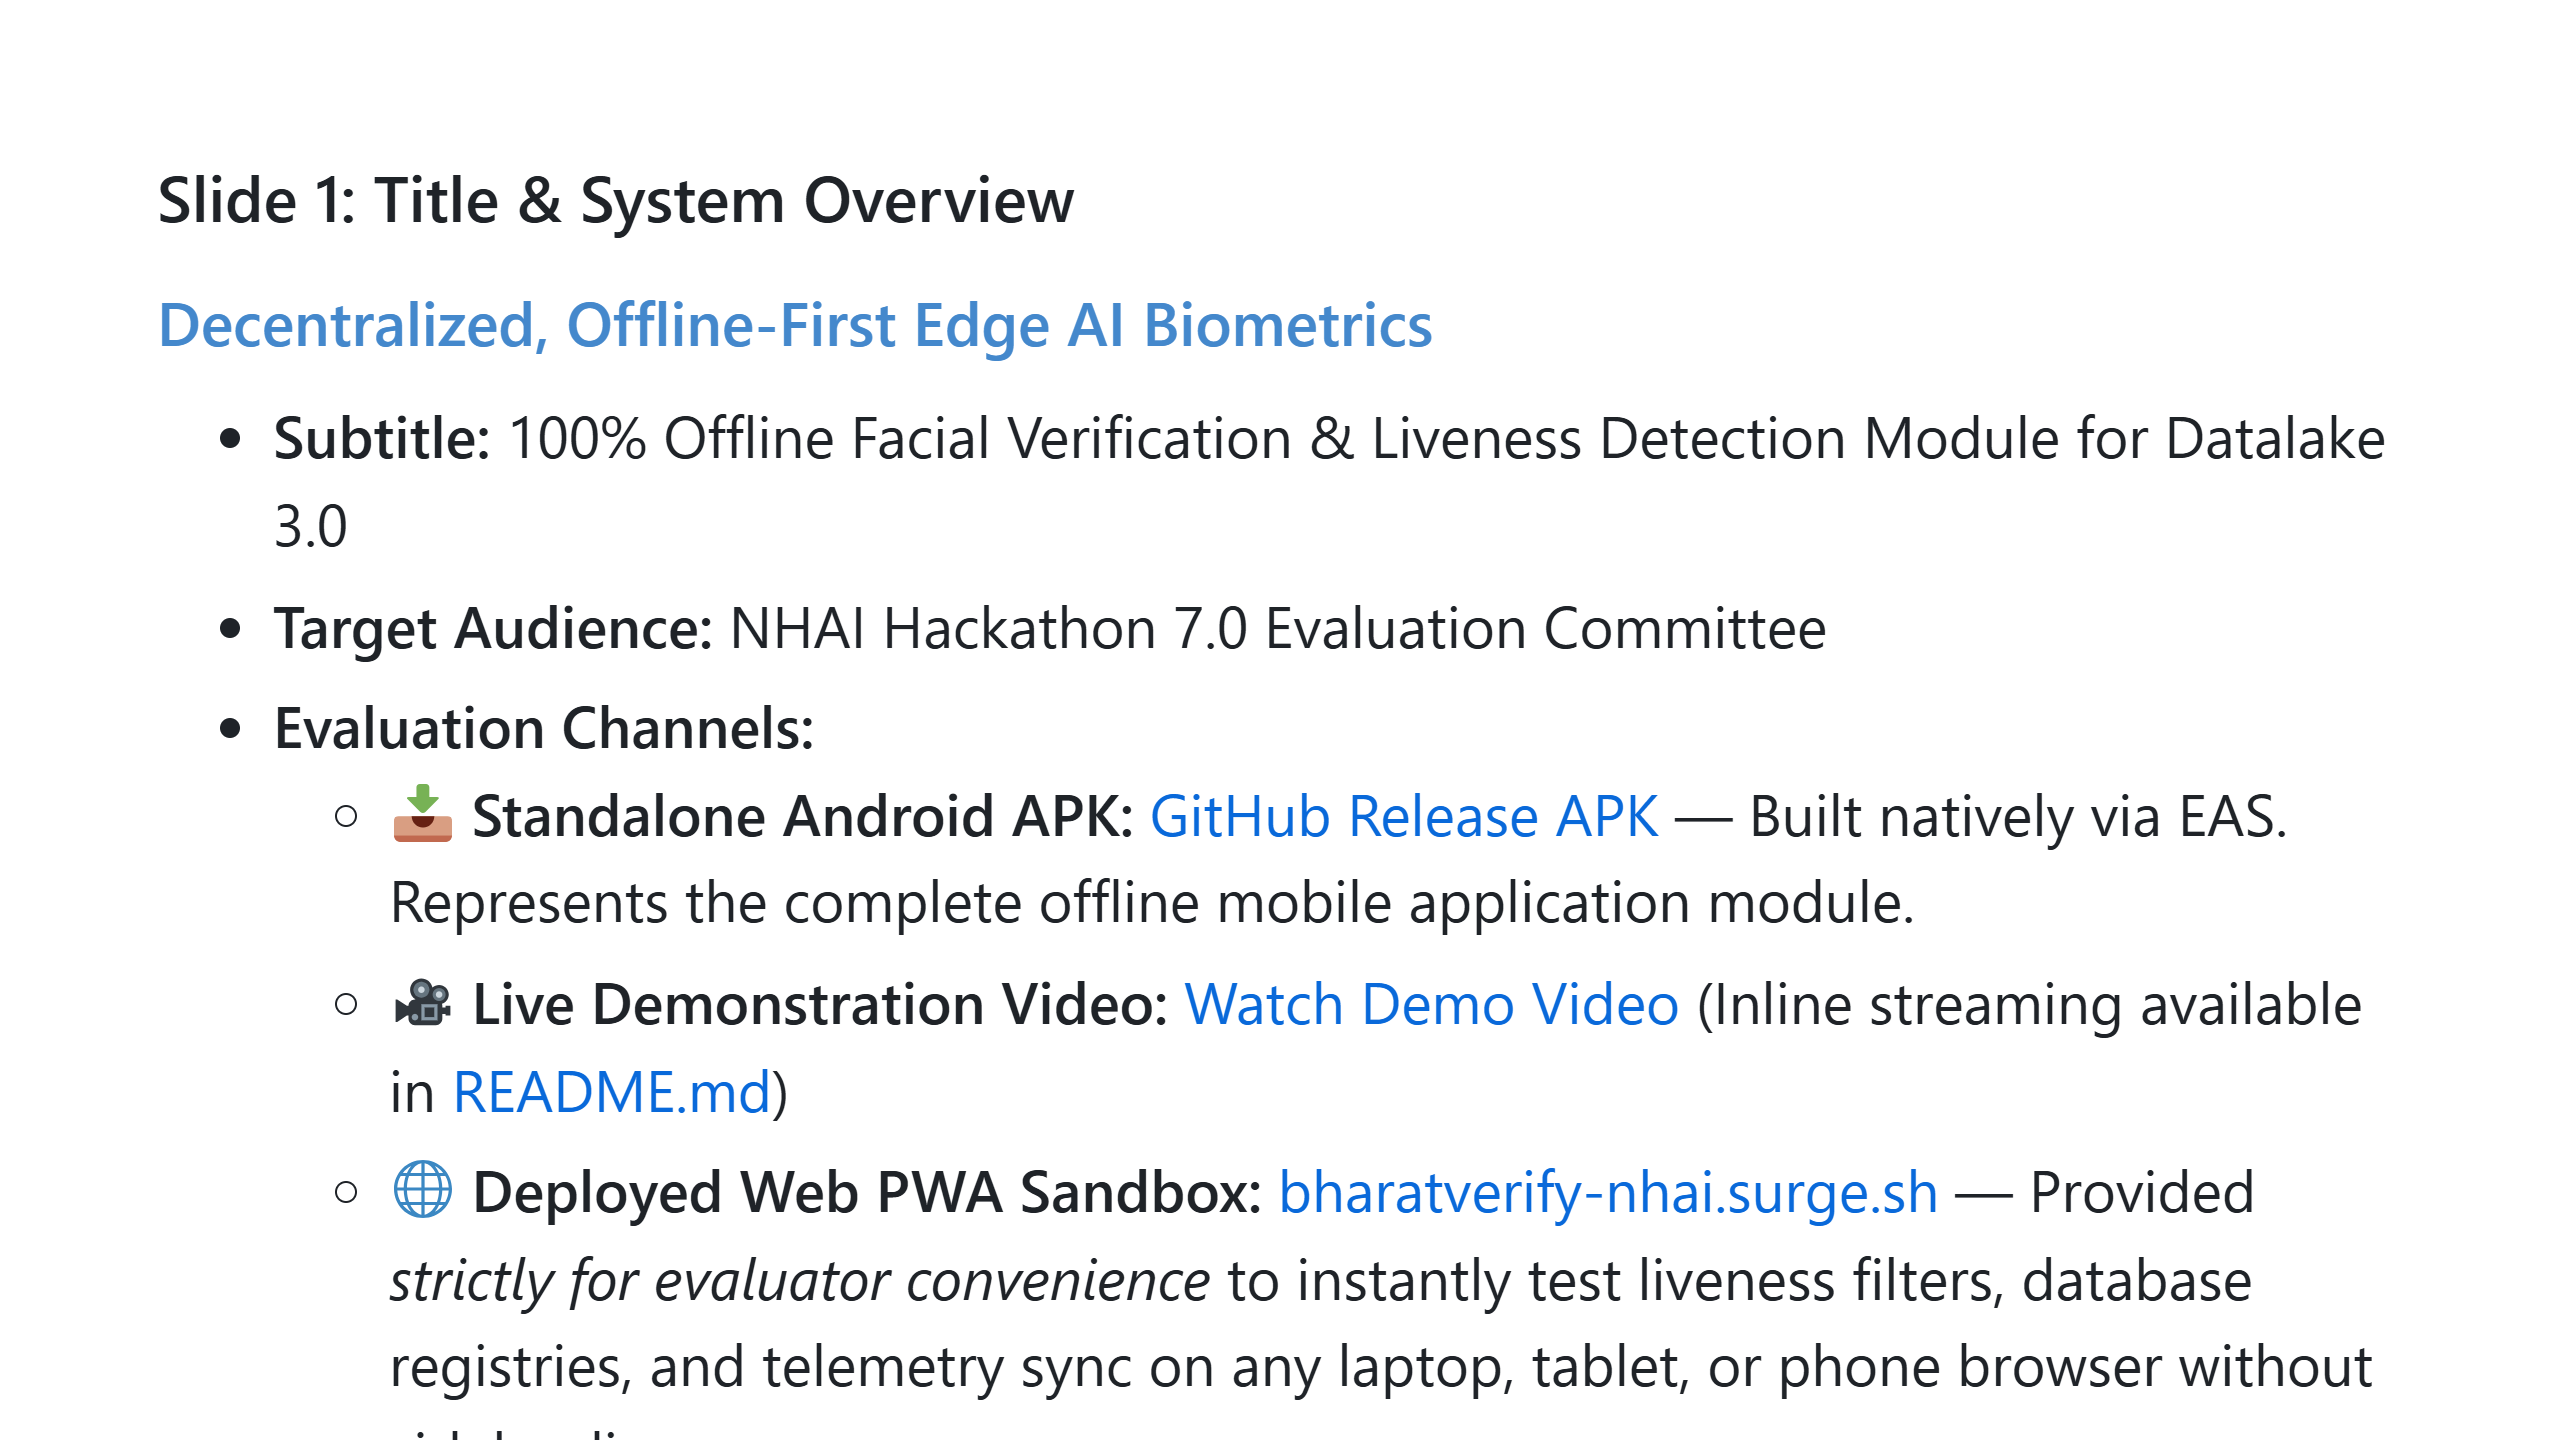 Slide 1: Title & System Overview
Decentralized, Offline-First Edge AI Biometrics
• Subtitle: 100% Offline Facial Verification & Liveness Detection Module for Datalake
3.0
• Target Audience: NHAI Hackathon 7.0 Evaluation Committee
• Evaluation Channels:
○ 📥 Standalone Android APK: GitHub Release APK — Built natively via EAS.
Represents the complete offline mobile application module.
○ 🎥 Live Demonstration Video: Watch Demo Video (Inline streaming available
in README.md)
○ 🌐 Deployed Web PWA Sandbox: bharatverify-nhai.surge.sh — Provided
strictly for evaluator convenience to instantly test liveness filters, database
registries, and telemetry sync on any laptop, tablet, or phone browser without